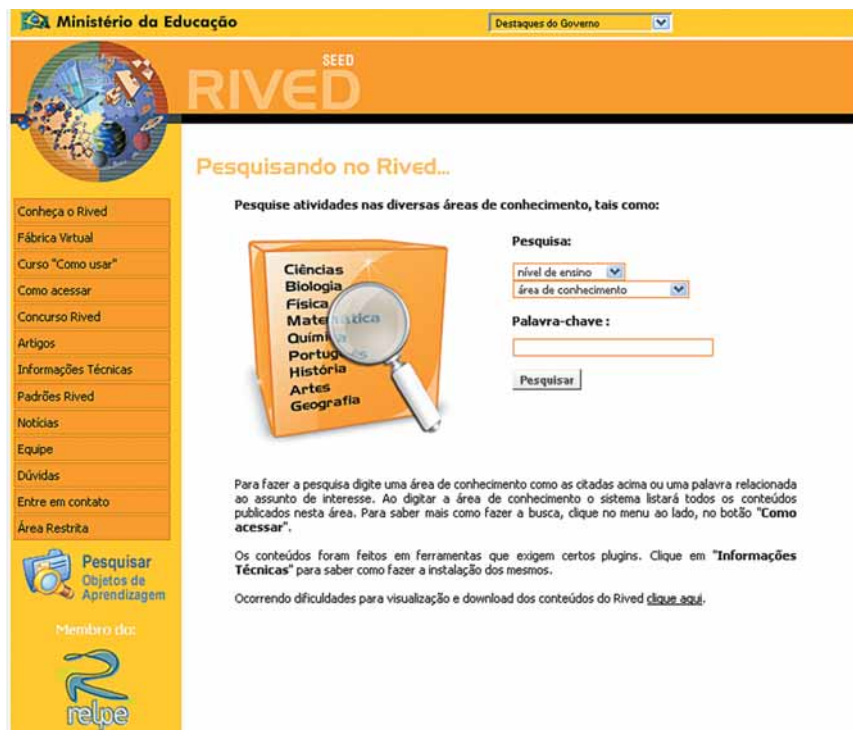 Ministério da Educação
Destaques do Governo
SEED
RIVED
Pesquisando no Rived...
Conheça o Rived
Fábrica Virtual
Curso "Como usar"
Como acessar
Concurso Rived
Artigos
Informações Técnicas
Padrões Rived
Notícias
Equipe
Dúvidas
Entre em contato
Área Restrita
Pesquisar
Objetos de
Aprendizagem
Membro do:
relpe
Pesquise atividades nas diversas áreas de conhecimento, tais como:
Ciências
Biologia
Física
Matemática
Química
Português
História
Artes
Geografia
Pesquisa:
nível de ensino
área de conhecimento
Palavra-chave :
Pesquisar
Para fazer a pesquisa digite uma área de conhecimento como as citadas acima ou uma palavra relacionada
ao assunto de interesse. Ao digitar a área de conhecimento o sistema listará todos os conteúdos
publicados nesta área. Para saber mais como fazer a busca, clique no menu ao lado, no botão "Como
acessar".
Os conteúdos foram feitos em ferramentas que exigem certos plugins. Clique em "Informações
Técnicas" para saber como fazer a instalação dos mesmos.
Ocorrendo dificuldades para visualização e download dos conteúdos do Rived clique aqui.